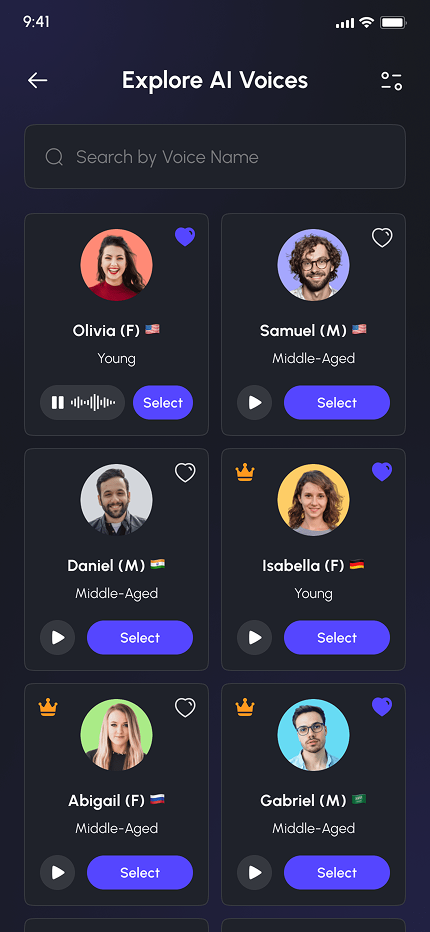 9:41
Explore AI Voices
Search by Voice Name
Olivia (F) 🇺🇸
Young
Select
Samuel (M) 🇺🇸
Middle-Aged
Select
Daniel (M) 🇮🇳
Middle-Aged
Select
Isabella (F) 🇩🇪
Young
Select
Abigail (F) 🇷🇺
Middle-Aged
Select
Gabriel (M) 🇸🇦
Middle-Aged
Select